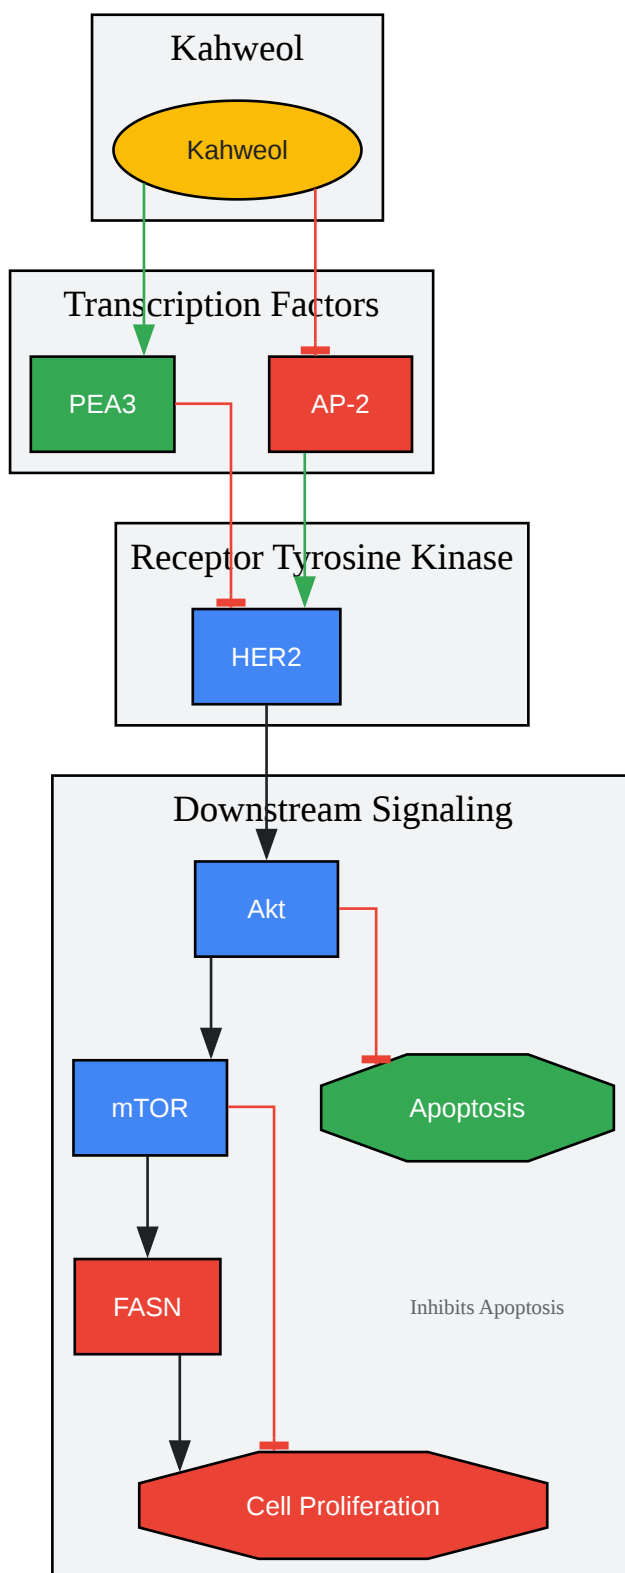 Kahweol
Kahweol
Transcription Factors
PEA3
AP-2
Receptor Tyrosine Kinase
HER2
Downstream Signaling
Akt
mTOR
Apoptosis
FASN
Inhibits Apoptosis
Cell Proliferation